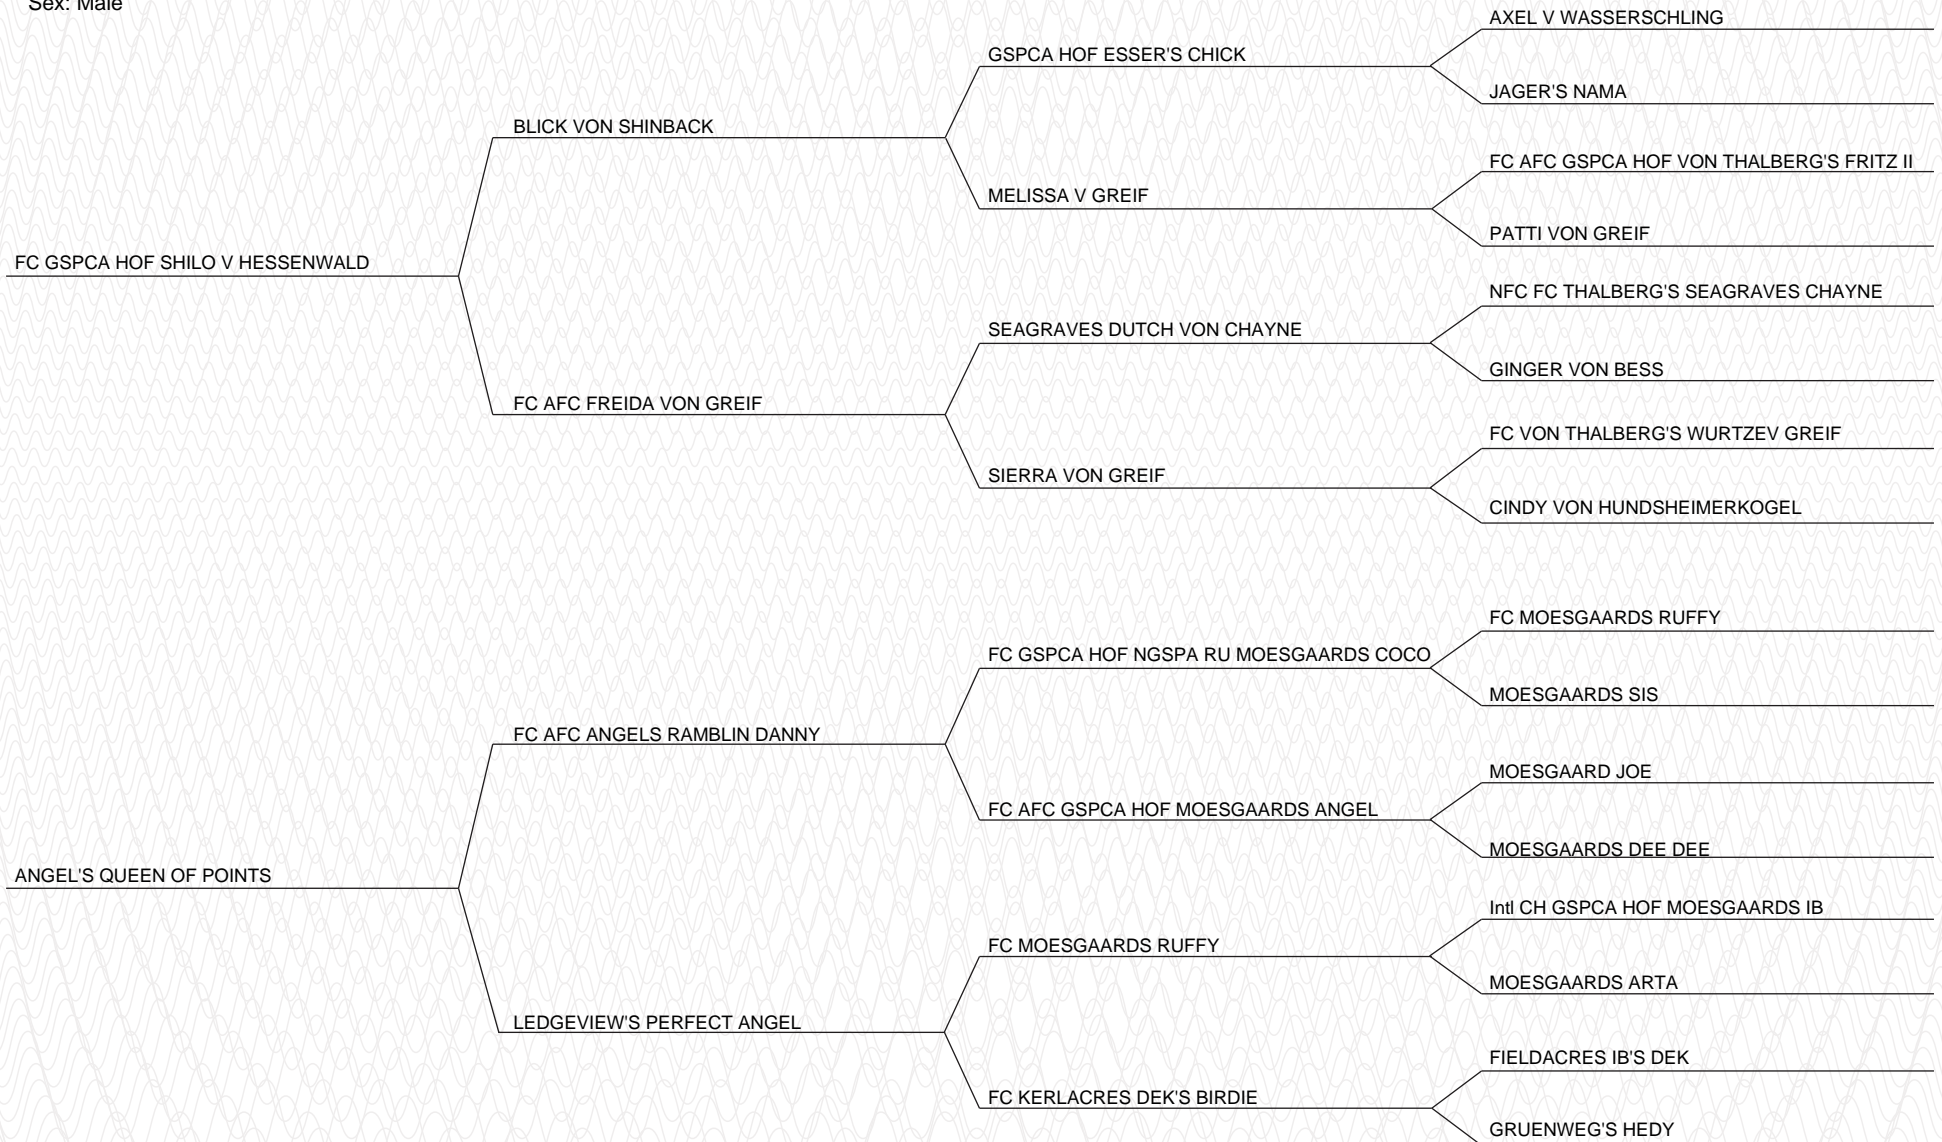 Sex: Male
AXEL V WASSERSCHLING
GSPCA HOF ESSER'S CHICK
JAGER'S NAMA
BLICK VON SHINBACK
FC AFC GSPCA HOF VON THALBERG'S FRITZ II
MELISSA V GREIF
PATTI VON GREIF
FC GSPCA HOF SHILO V HESSENWALD
NFC FC THALBERG'S SEAGRAVES CHAYNE
SEAGRAVES DUTCH VON CHAYNE
GINGER VON BESS
FC AFC FREIDA VON GREIF
FC VON THALBERG'S WURTZEV GREIF
SIERRA VON GREIF
CINDY VON HUNDSHEIMERKOGEL
FC MOESGAARDS RUFFY
FC GSPCA HOF NGSPA RU MOESGAARDS COCO
MOESGAARDS SIS
FC AFC ANGELS RAMBLIN DANNY
MOESGAARD JOE
FC AFC GSPCA HOF MOESGAARDS ANGEL
MOESGAARDS DEE DEE
ANGEL'S QUEEN OF POINTS
Intl CH GSPCA HOF MOESGAARDS IB
FC MOESGAARDS RUFFY
MOESGAARDS ARTA
LEDGEVIEW'S PERFECT ANGEL
FIELDACRES IB'S DEK
FC KERLACRES DEK'S BIRDIE
GRUENWEG'S HEDY